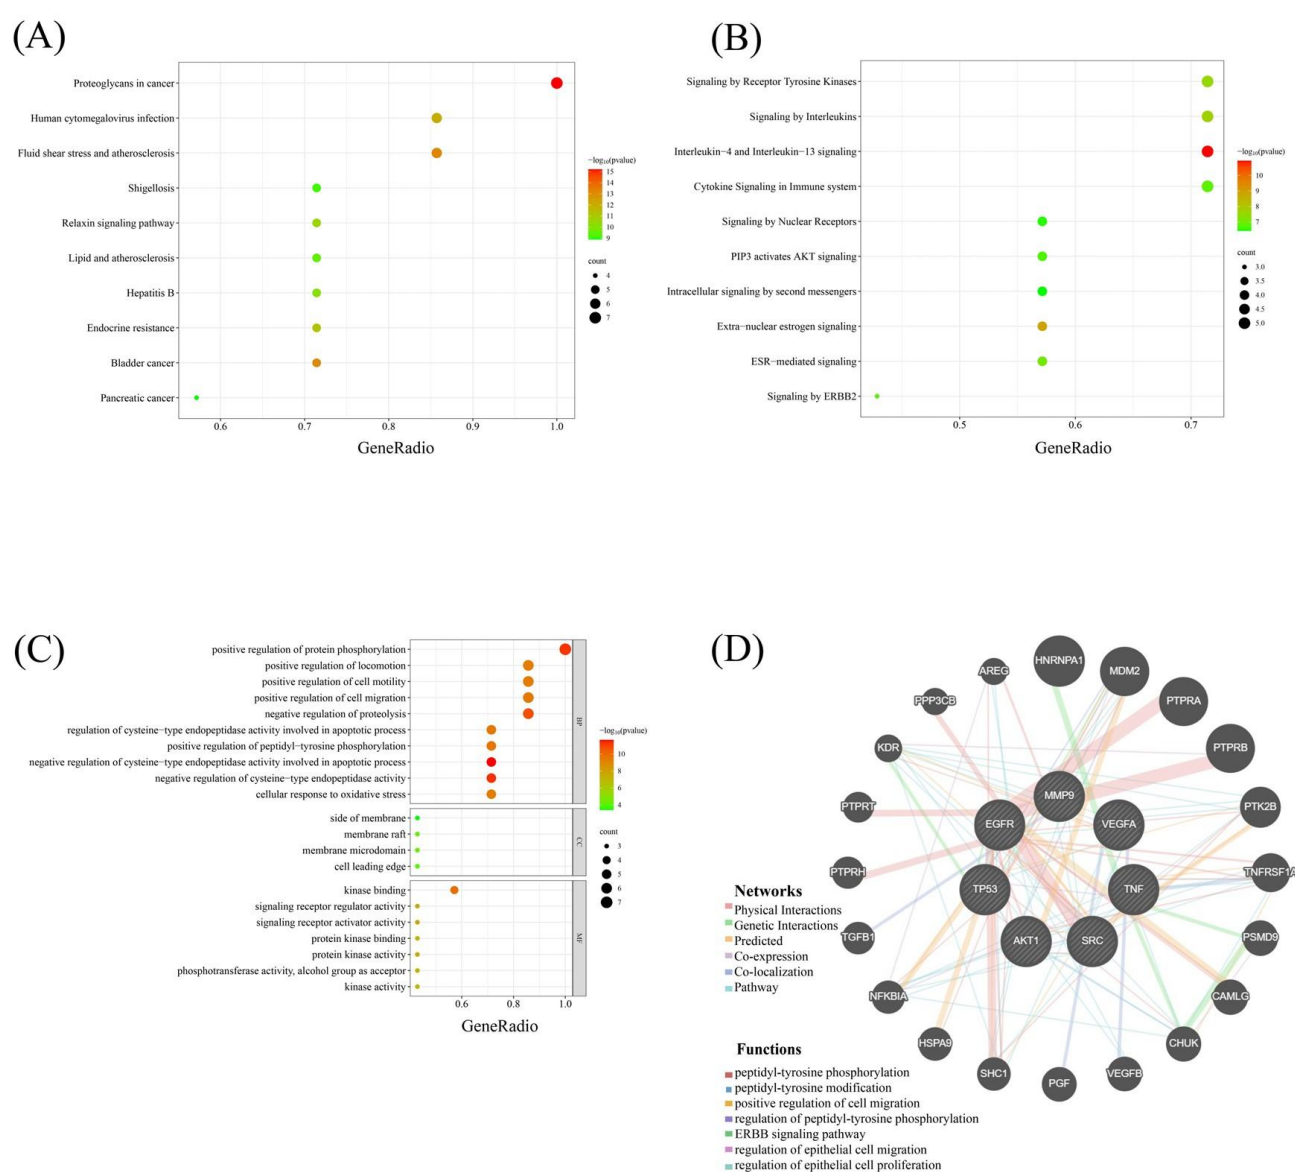 (A)
Proteoglycans in cancer
Human cytomegalovirus infection
Fluid shear stress and atherosclerosis
Shigellosis
Relaxin signaling pathway
Lipid and atherosclerosis
Hepatitis B
Endocrine resistance
Bladder cancer
Pancreatic cancer
0.6 0.7 0.8 0.9 1.0
GeneRadio
−log₁₀(pvalue)
15
14
13
12
11
10
9
count
4
5
6
7
(B)
Signaling by Receptor Tyrosine Kinases
Signaling by Interleukins
Interleukin−4 and Interleukin−13 signaling
Cytokine Signaling in Immune system
Signaling by Nuclear Receptors
PIP3 activates AKT signaling
Intracellular signaling by second messengers
Extra−nuclear estrogen signaling
ESR−mediated signaling
Signaling by ERBB2
0.5 0.6 0.7
GeneRadio
−log₁₀(pvalue)
10
9
8
7
count
3.0
3.5
4.0
4.5
5.0
(C)
positive regulation of protein phosphorylation
positive regulation of locomotion
positive regulation of cell motility
positive regulation of cell migration
negative regulation of proteolysis
regulation of cysteine−type endopeptidase activity involved in apoptotic process
positive regulation of peptidyl−tyrosine phosphorylation
negative regulation of cysteine−type endopeptidase activity involved in apoptotic process
negative regulation of cysteine−type endopeptidase activity
cellular response to oxidative stress
BP
side of membrane
membrane raft
membrane microdomain
cell leading edge
CC
kinase binding
signaling receptor regulator activity
signaling receptor activator activity
protein kinase binding
protein kinase activity
phosphotransferase activity, alcohol group as acceptor
kinase activity
MF
0.6 0.8 1.0
GeneRadio
−log₁₀(pvalue)
10
8
6
4
count
3
4
5
6
7
(D)
HNRNPA1
AREG
MDM2
PPP3CB
PTPRA
KDR
PTPRB
MMP9
PTPRT
EGFR
VEGFA
PTK2B
PTPRH
TNFRSF1A
TP53
TNF
TGFB1
AKT1
SRC
PSMD9
NFKBIA
CAMLG
HSPA9
CHUK
SHC1
PGF
VEGFB
Networks
Physical Interactions
Genetic Interactions
Predicted
Co-expression
Co-localization
Pathway
Functions
peptidyl-tyrosine phosphorylation
peptidyl-tyrosine modification
positive regulation of cell migration
regulation of peptidyl-tyrosine phosphorylation
ERBB signaling pathway
regulation of epithelial cell migration
regulation of epithelial cell proliferation